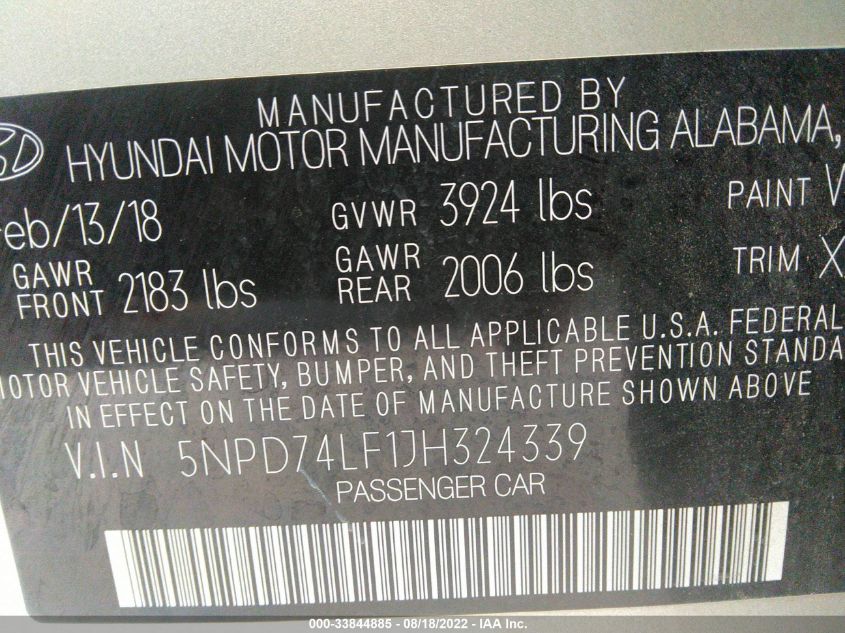 MANUFACTURED BY
HYUNDAI MOTOR MANUFACTURING ALABAMA,
eb/13/18 GVWR 3924 lbs PAINT V
GAWR FRONT 2183 lbs GAWR REAR 2006 lbs TRIM X
THIS VEHICLE CONFORMS TO ALL APPLICABLE U.S.A. FEDERAL
MOTOR VEHICLE SAFETY, BUMPER, AND THEFT PREVENTION STANDA
IN EFFECT ON THE DATE OF MANUFACTURE SHOWN ABOVE
V.I.N 5NPD74LF1JH324339
PASSENGER CAR
000-33844885 - 08/18/2022 - IAA Inc.